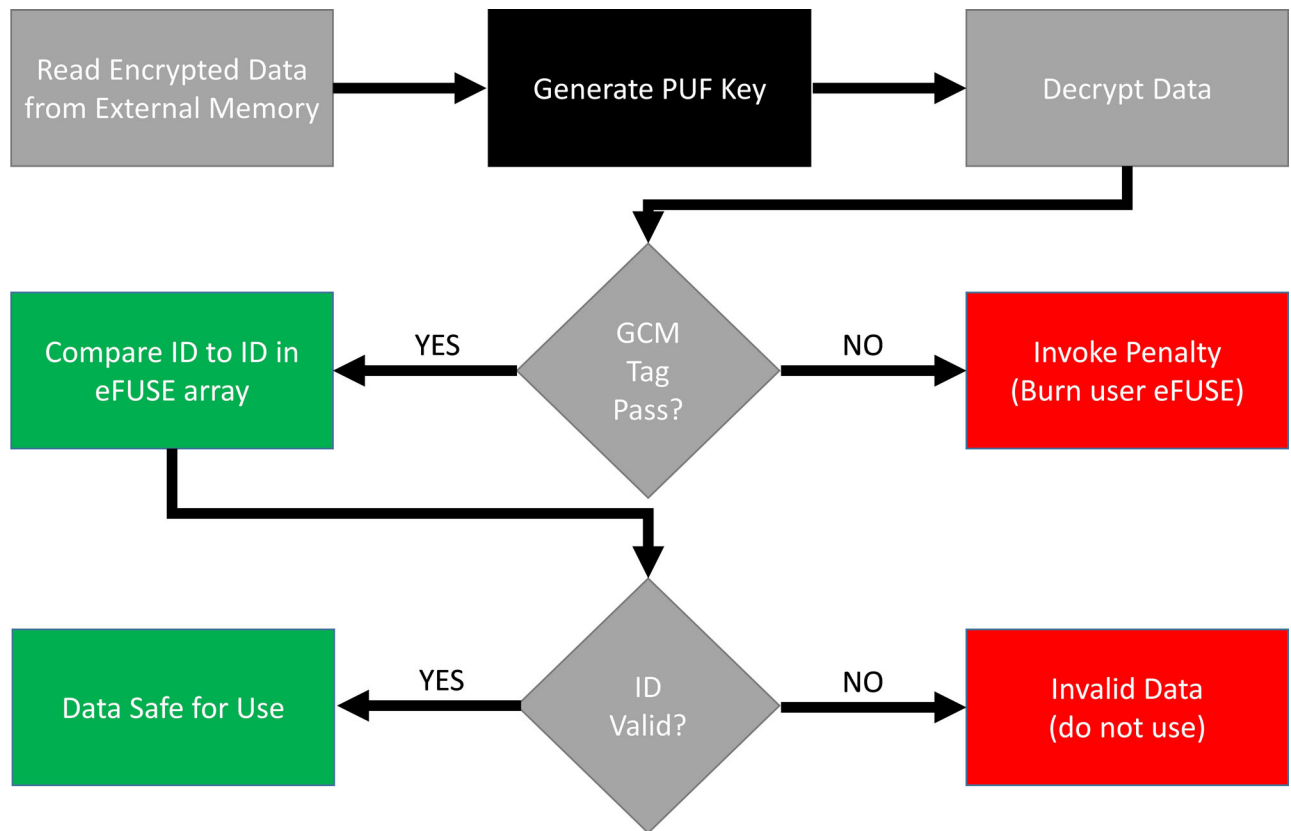 Read Encrypted Data
from External Memory
Generate PUF Key
Decrypt Data
GCM
Tag
Pass?
YES
NO
Compare ID to ID in
eFUSE array
Invoke Penalty
(Burn user eFUSE)
ID
Valid?
YES
NO
Data Safe for Use
Invalid Data
(do not use)